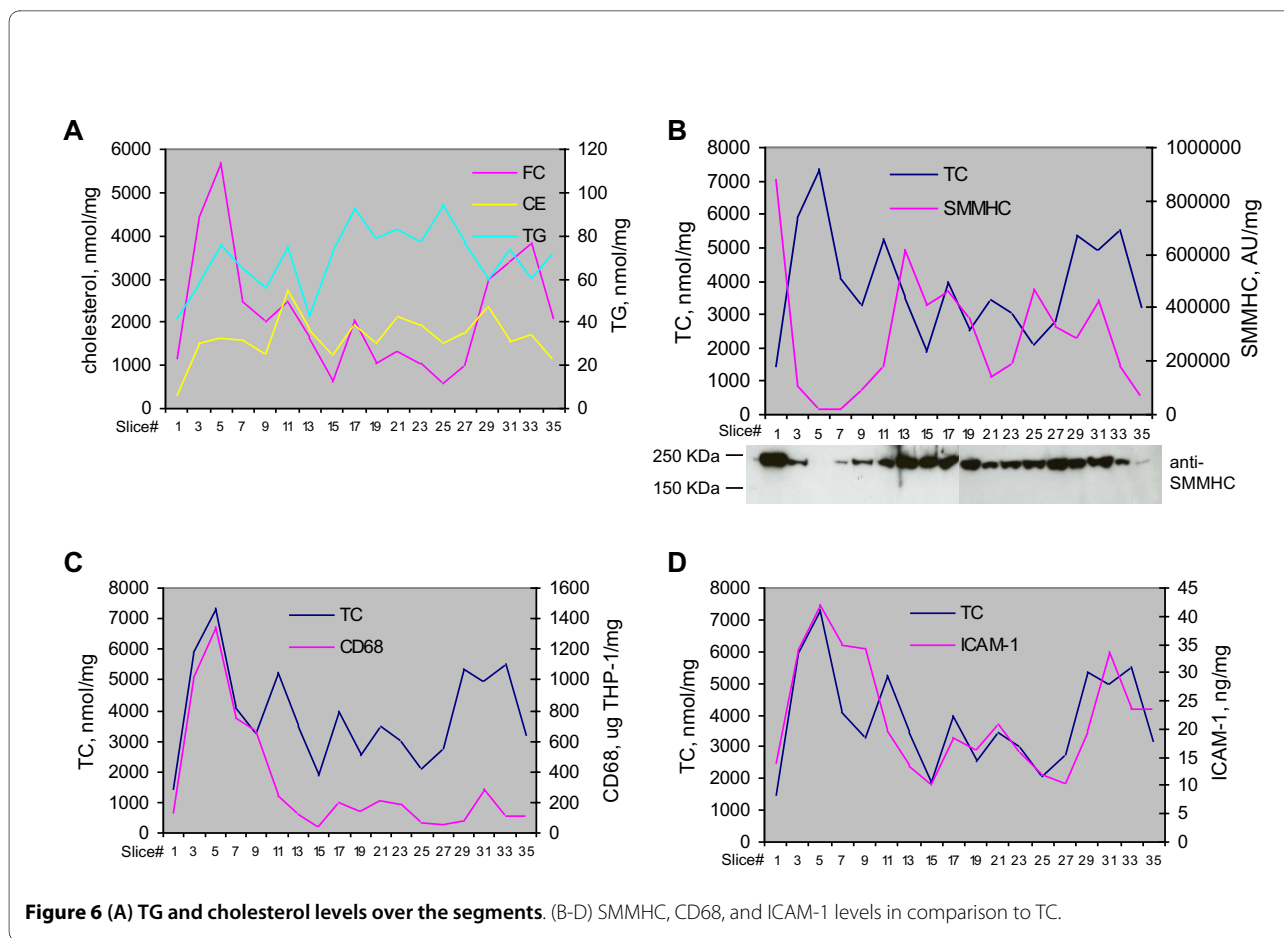 A
6000
5000
4000
3000
2000
1000
0
cholesterol, nmol/mg
120
100
80
60
40
20
0
TG, nmol/mg
FC
CE
TG
Slice# 1 3 5 7 9 11 13 15 17 19 21 23 25 27 29 31 33 35
B
8000
7000
6000
5000
4000
3000
2000
1000
0
TC, nmol/mg
1000000
800000
600000
400000
200000
0
SMMHC, AU/mg
TC
SMMHC
Slice# 1 3 5 7 9 11 13 15 17 19 21 23 25 27 29 31 33 35
250 KDa
150 KDa
anti-
SMMHC
C
8000
7000
6000
5000
4000
3000
2000
1000
0
TC, nmol/mg
1600
1400
1200
1000
800
600
400
200
0
CD68, ug THP-1/mg
TC
CD68
Slice# 1 3 5 7 9 11 13 15 17 19 21 23 25 27 29 31 33 35
D
8000
7000
6000
5000
4000
3000
2000
1000
0
TC, nmol/mg
45
40
35
30
25
20
15
10
5
0
ICAM-1, ng/mg
TC
ICAM-1
Slice# 1 3 5 7 9 11 13 15 17 19 21 23 25 27 29 31 33 35
Figure 6 (A) TG and cholesterol levels over the segments. (B-D) SMMHC, CD68, and ICAM-1 levels in comparison to TC.